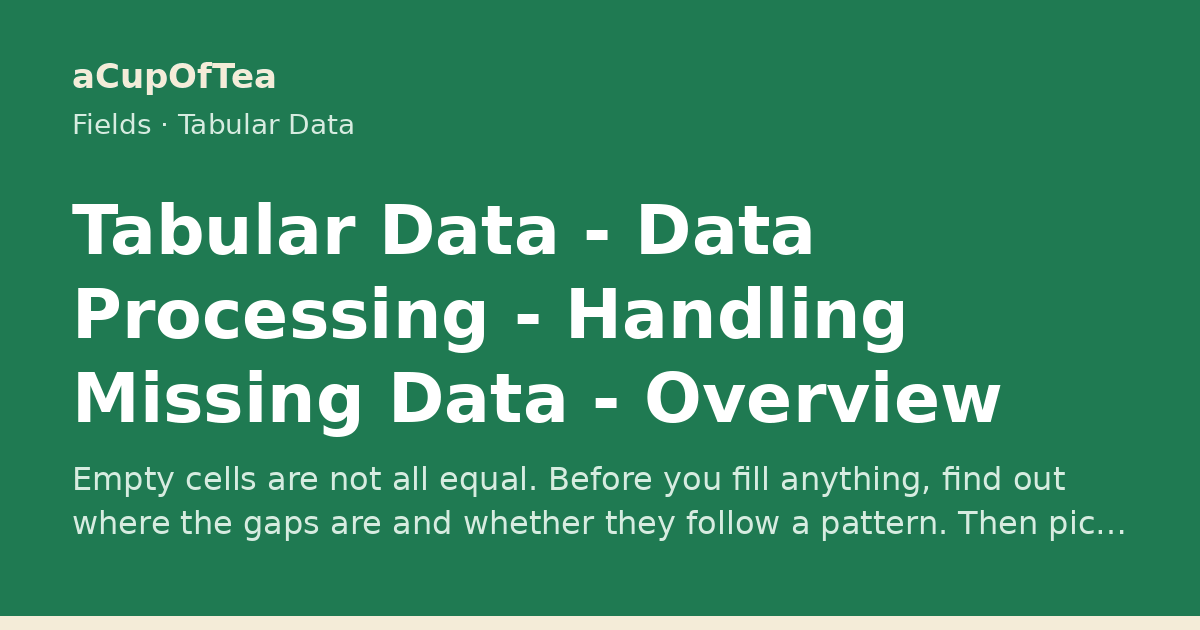 aCupOfTea
Fields · Tabular Data
Tabular Data - Data
Processing - Handling
Missing Data - Overview
Empty cells are not all equal. Before you fill anything, find out
where the gaps are and whether they follow a pattern. Then pic…